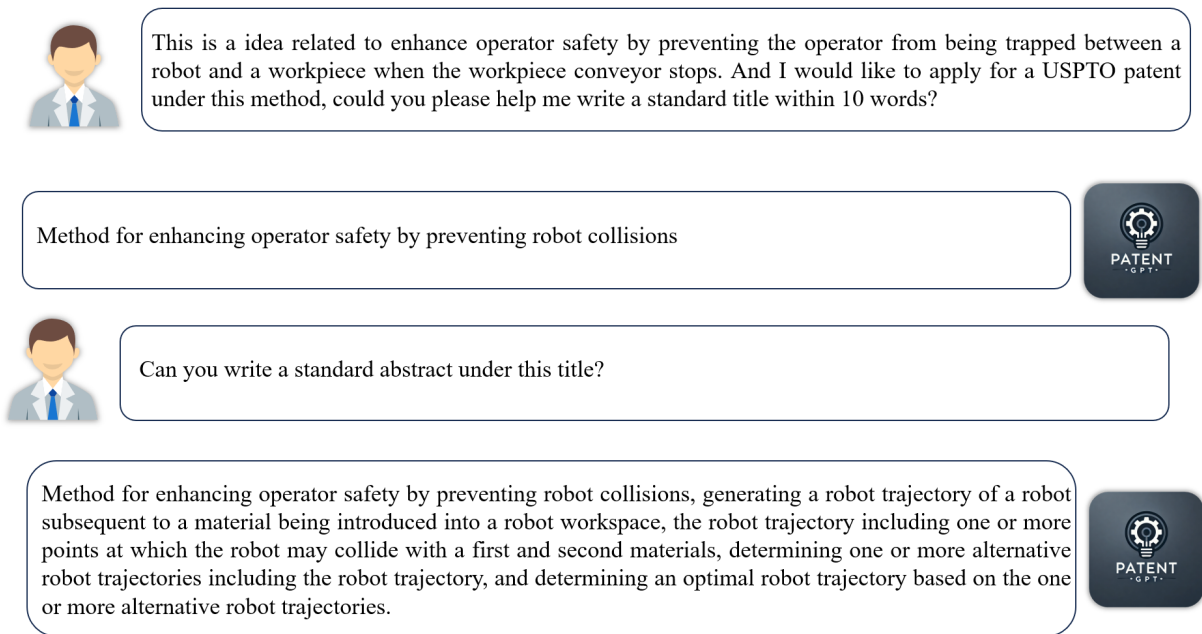 This is a idea related to enhance operator safety by preventing the operator from being trapped between a
robot and a workpiece when the workpiece conveyor stops. And I would like to apply for a USPTO patent
under this method, could you please help me write a standard title within 10 words?
Method for enhancing operator safety by preventing robot collisions
PATENT
·GPT·
Can you write a standard abstract under this title?
Method for enhancing operator safety by preventing robot collisions, generating a robot trajectory of a robot
subsequent to a material being introduced into a robot workspace, the robot trajectory including one or more
points at which the robot may collide with a first and second materials, determining one or more alternative
robot trajectories including the robot trajectory, and determining an optimal robot trajectory based on the one
or more alternative robot trajectories.
PATENT
·GPT·